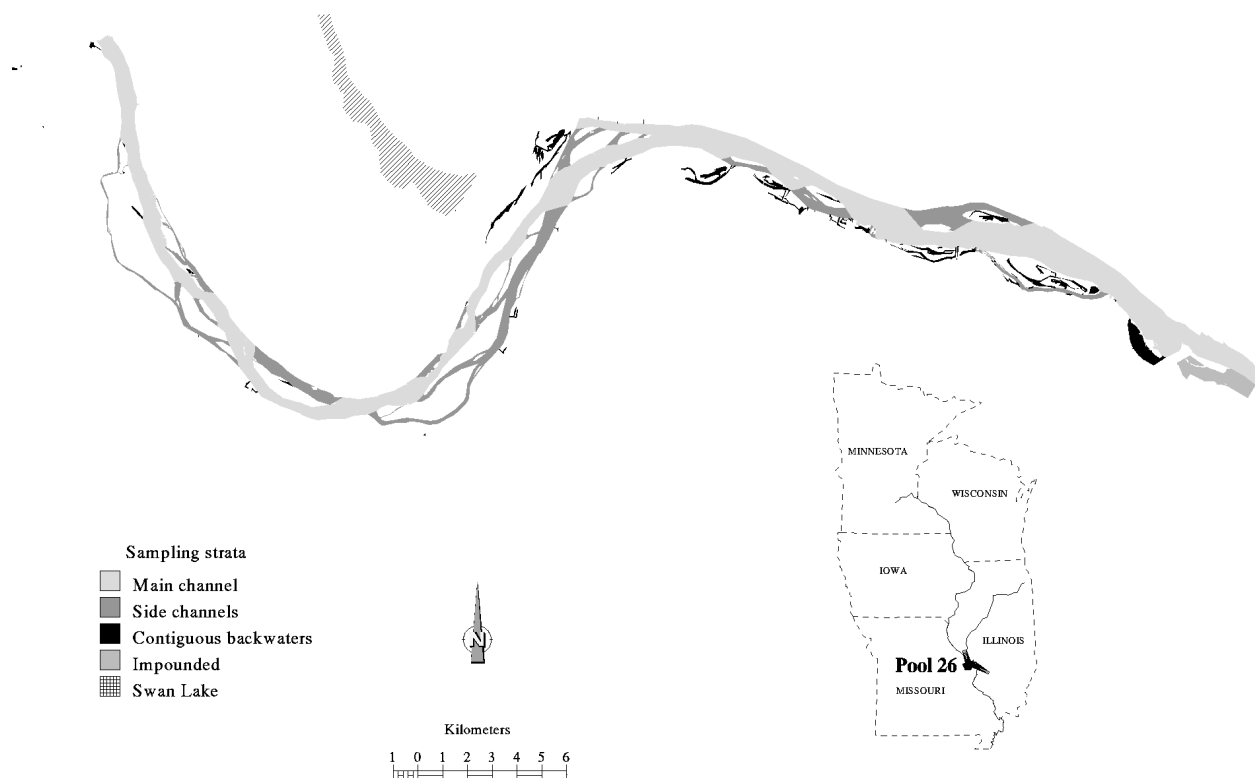 MINNESOTA
WISCONSIN
IOWA
ILLINOIS
Pool 26
MISSOURI
Sampling strata
Main channel
Side channels
Contiguous backwaters
Impounded
Swan Lake
N
Kilometers
1 0 1 2 3 4 5 6